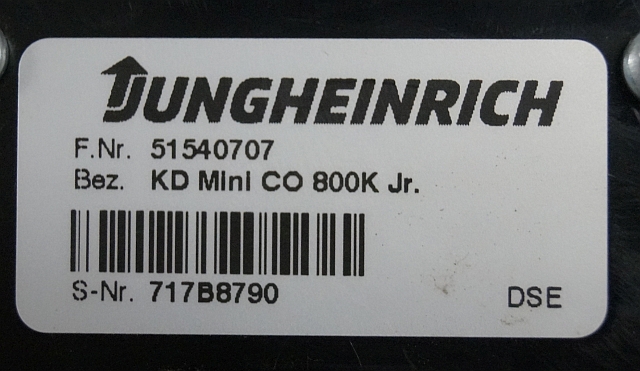 JUNGHEINRICH
F.Nr. 51540707
Bez. KD Mini CO 800K Jr.
S-Nr. 717B8790
DSE